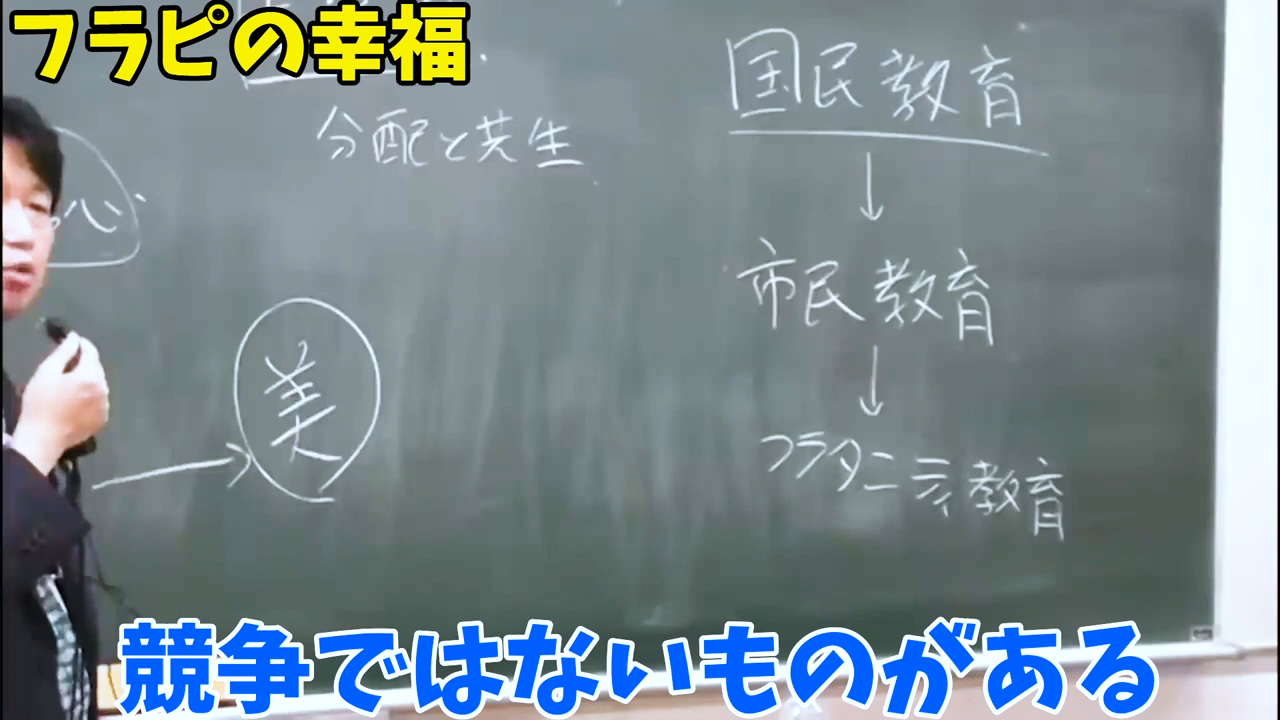 フラピの幸福
分配と共生
心
美
国民教育
↓
市民教育
↓
フラタニティ教育
競争ではないものがある